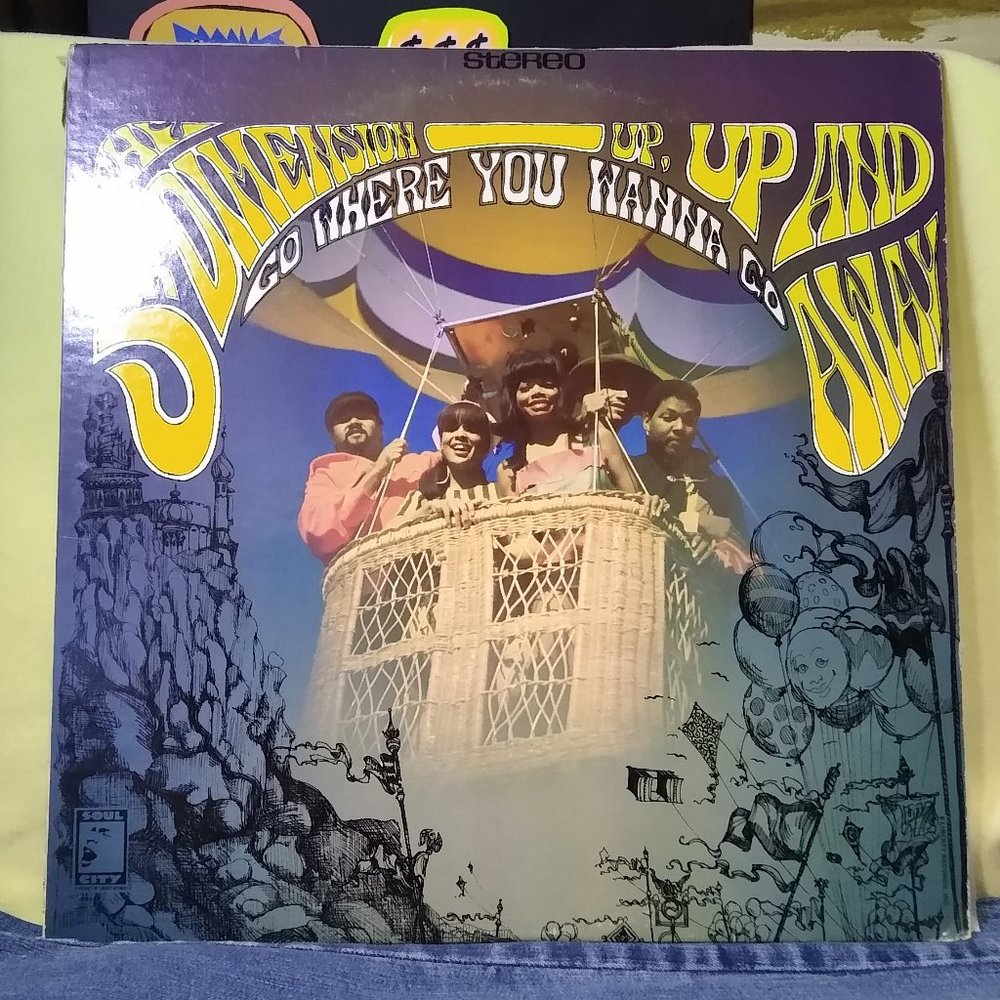 STEREO
THE
5TH DIMENSION
UP, UP AND
AWAY
GO WHERE YOU WANNA GO
SOUL
CITY